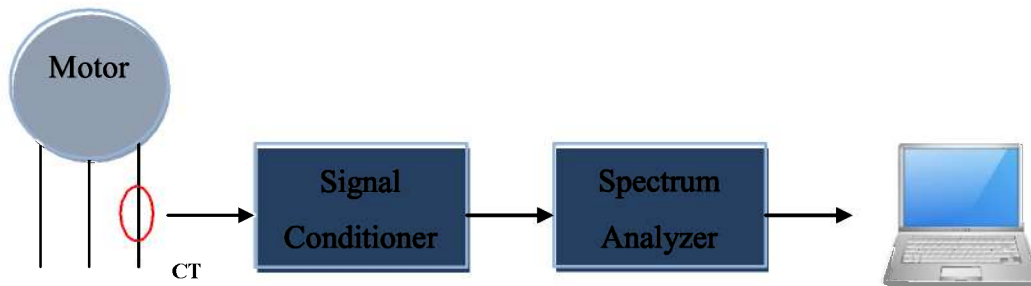 Motor
CT
Signal
Conditioner
Spectrum
Analyzer